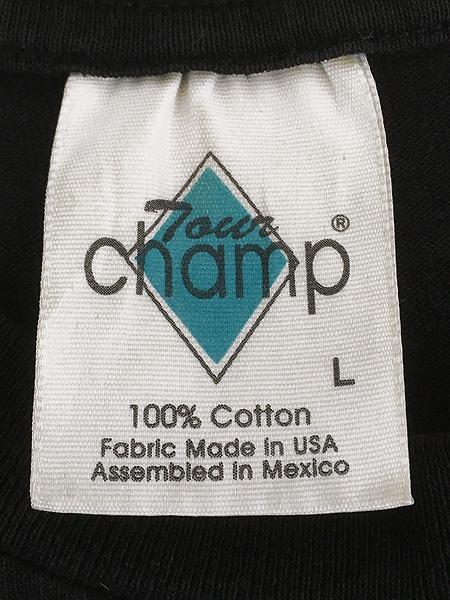 Tour
champ®
L
100% Cotton
Fabric Made in USA
Assembled in Mexico